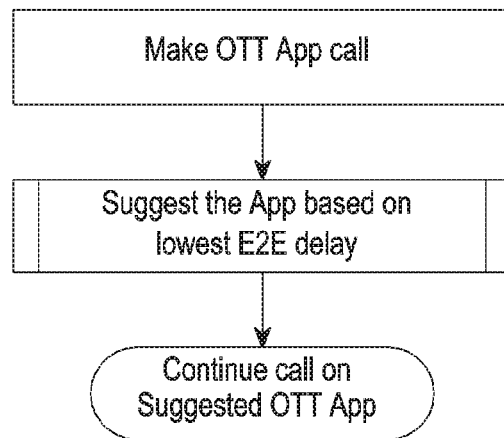 Make OTT App call
Suggest the App based on
lowest E2E delay
Continue call on
Suggested OTT App